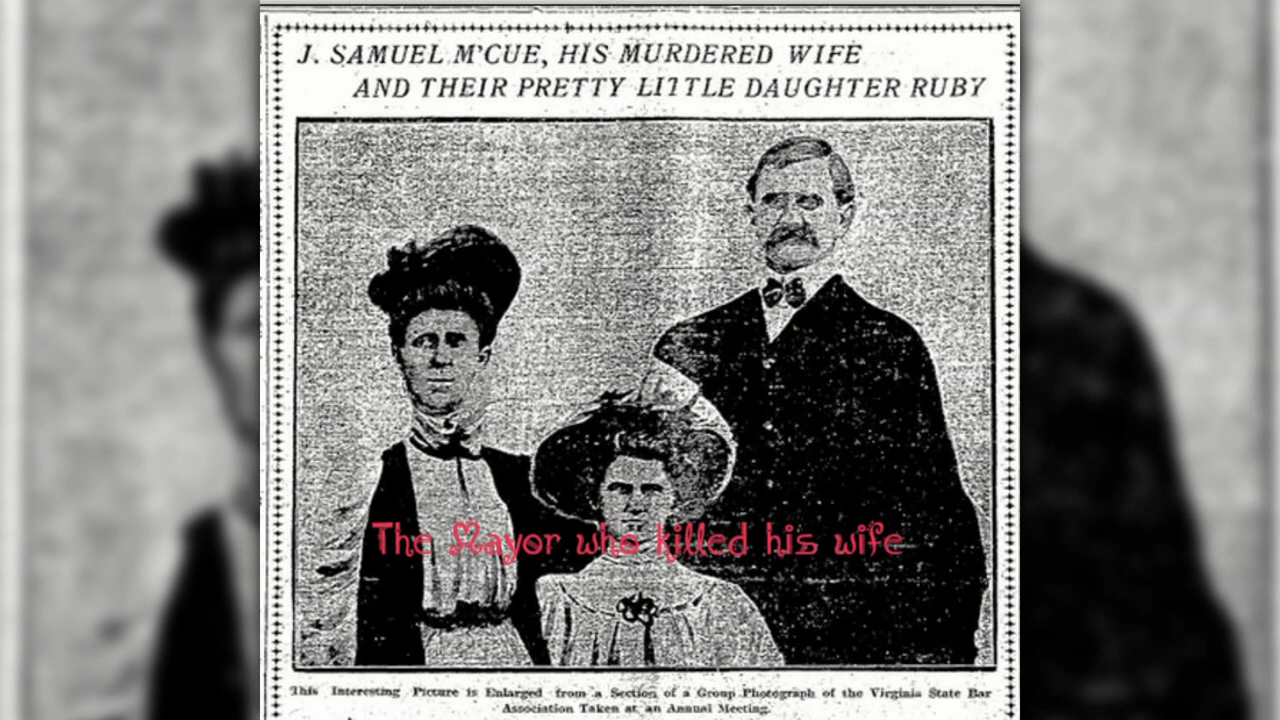 J. SAMUEL M'CUE, HIS MURDERED WIFE
AND THEIR PRETTY LITTLE DAUGHTER RUBY
The Mayor who killed his wife
This Interesting Picture is Enlarged from a Section of a Group Photograph of the Virginia State Bar
Association Taken at an Annual Meeting.